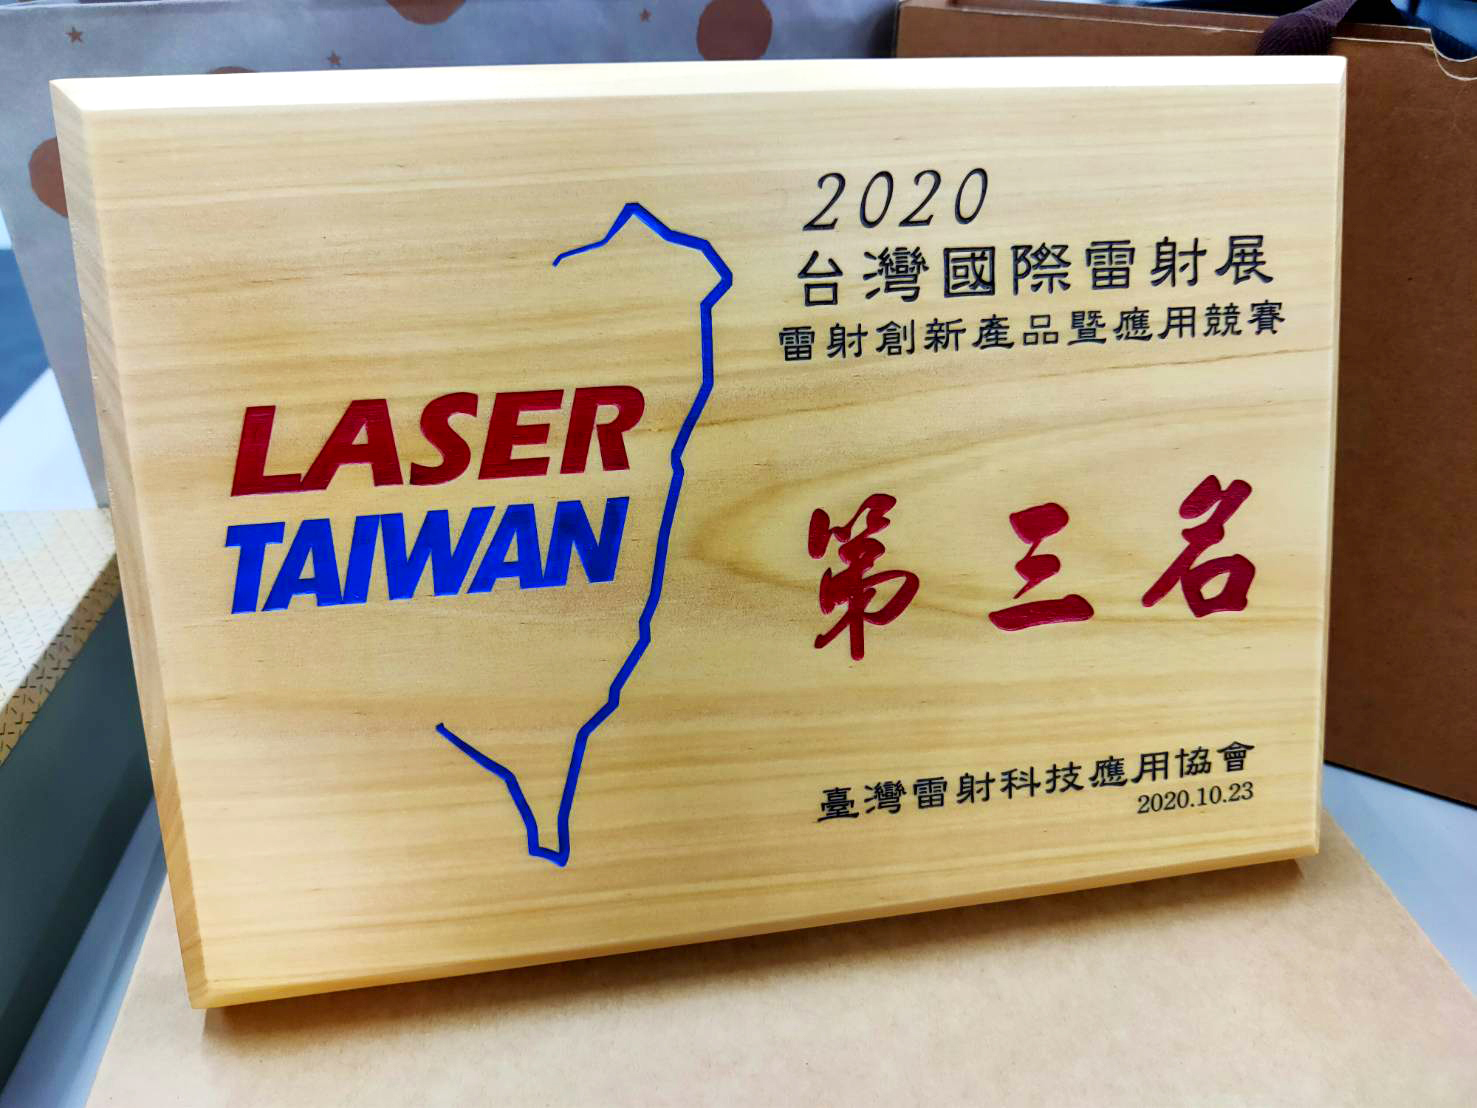 LASER
TAIWAN
2020
台灣國際雷射展
雷射創新產品暨應用競賽
第三名
臺灣雷射科技應用協會
2020.10.23